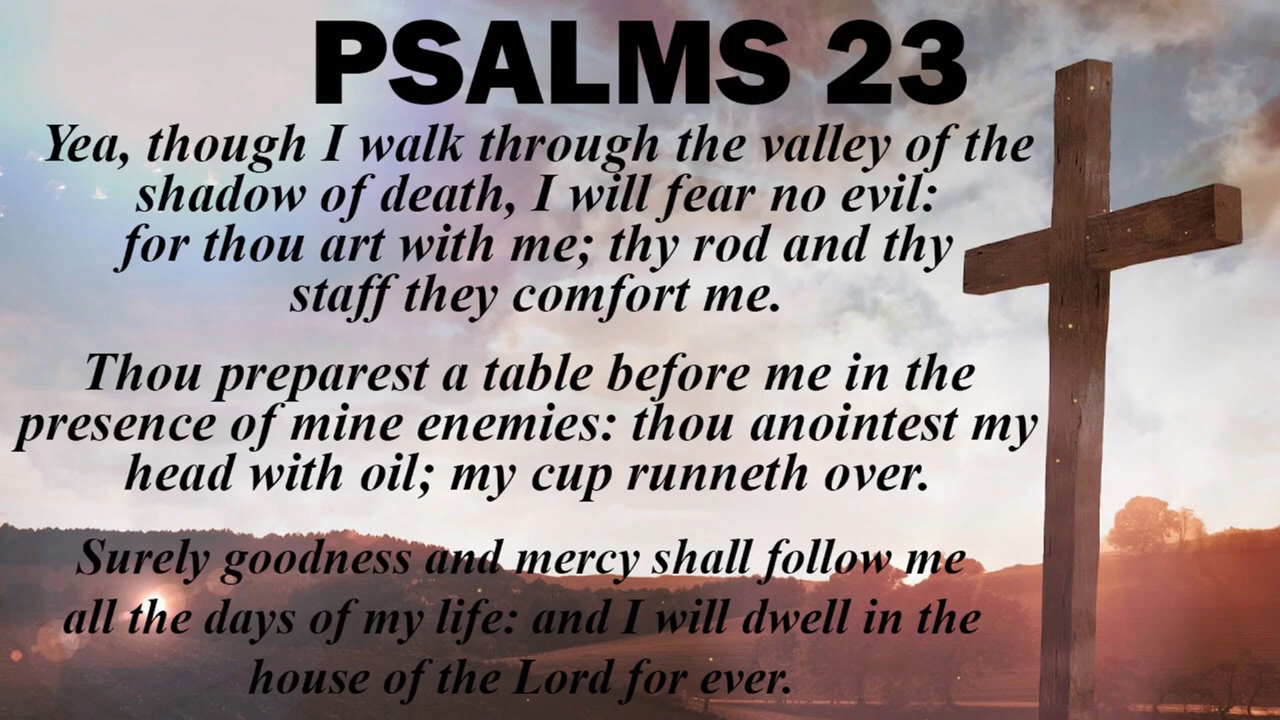 PSALMS 23
Yea, though I walk through the valley of the
shadow of death, I will fear no evil:
for thou art with me; thy rod and thy
staff they comfort me.
Thou preparest a table before me in the
presence of mine enemies: thou anointest my
head with oil; my cup runneth over.
Surely goodness and mercy shall follow me
all the days of my life: and I will dwell in the
house of the Lord for ever.